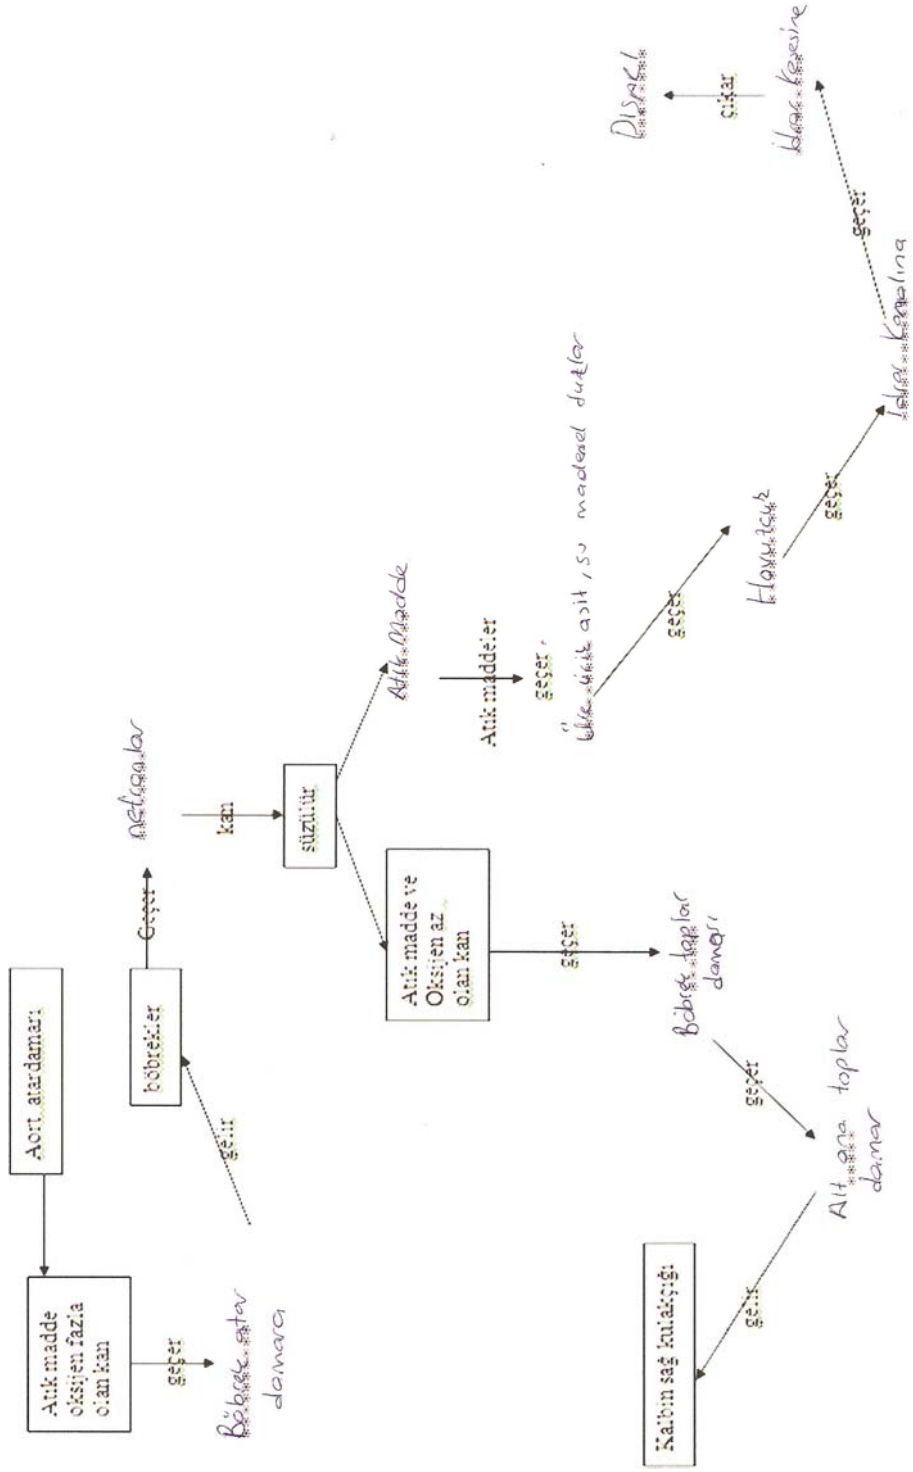 Aort atardamarı
Atık madde
oksijen fazla
olan kan
geçer
Böbrek atar
damara
gelir
böbrekler
Geçer
nefronlar
kan
süzülür
Atık madde ve
Oksijen az
olan kan
geçer
Böbrek toplar
damarı
geçer
Alt ana toplar
damar
gelir
Kalbin sağ kulakçığı
Atık Madde
Atık maddeler
geçer.
Üre ürik asit, su madensel tuzlar
geçer
Havuzcuk
geçer
İdrar Kanalına
geçer
İdrar Kesesine
çıkar
Dışarı